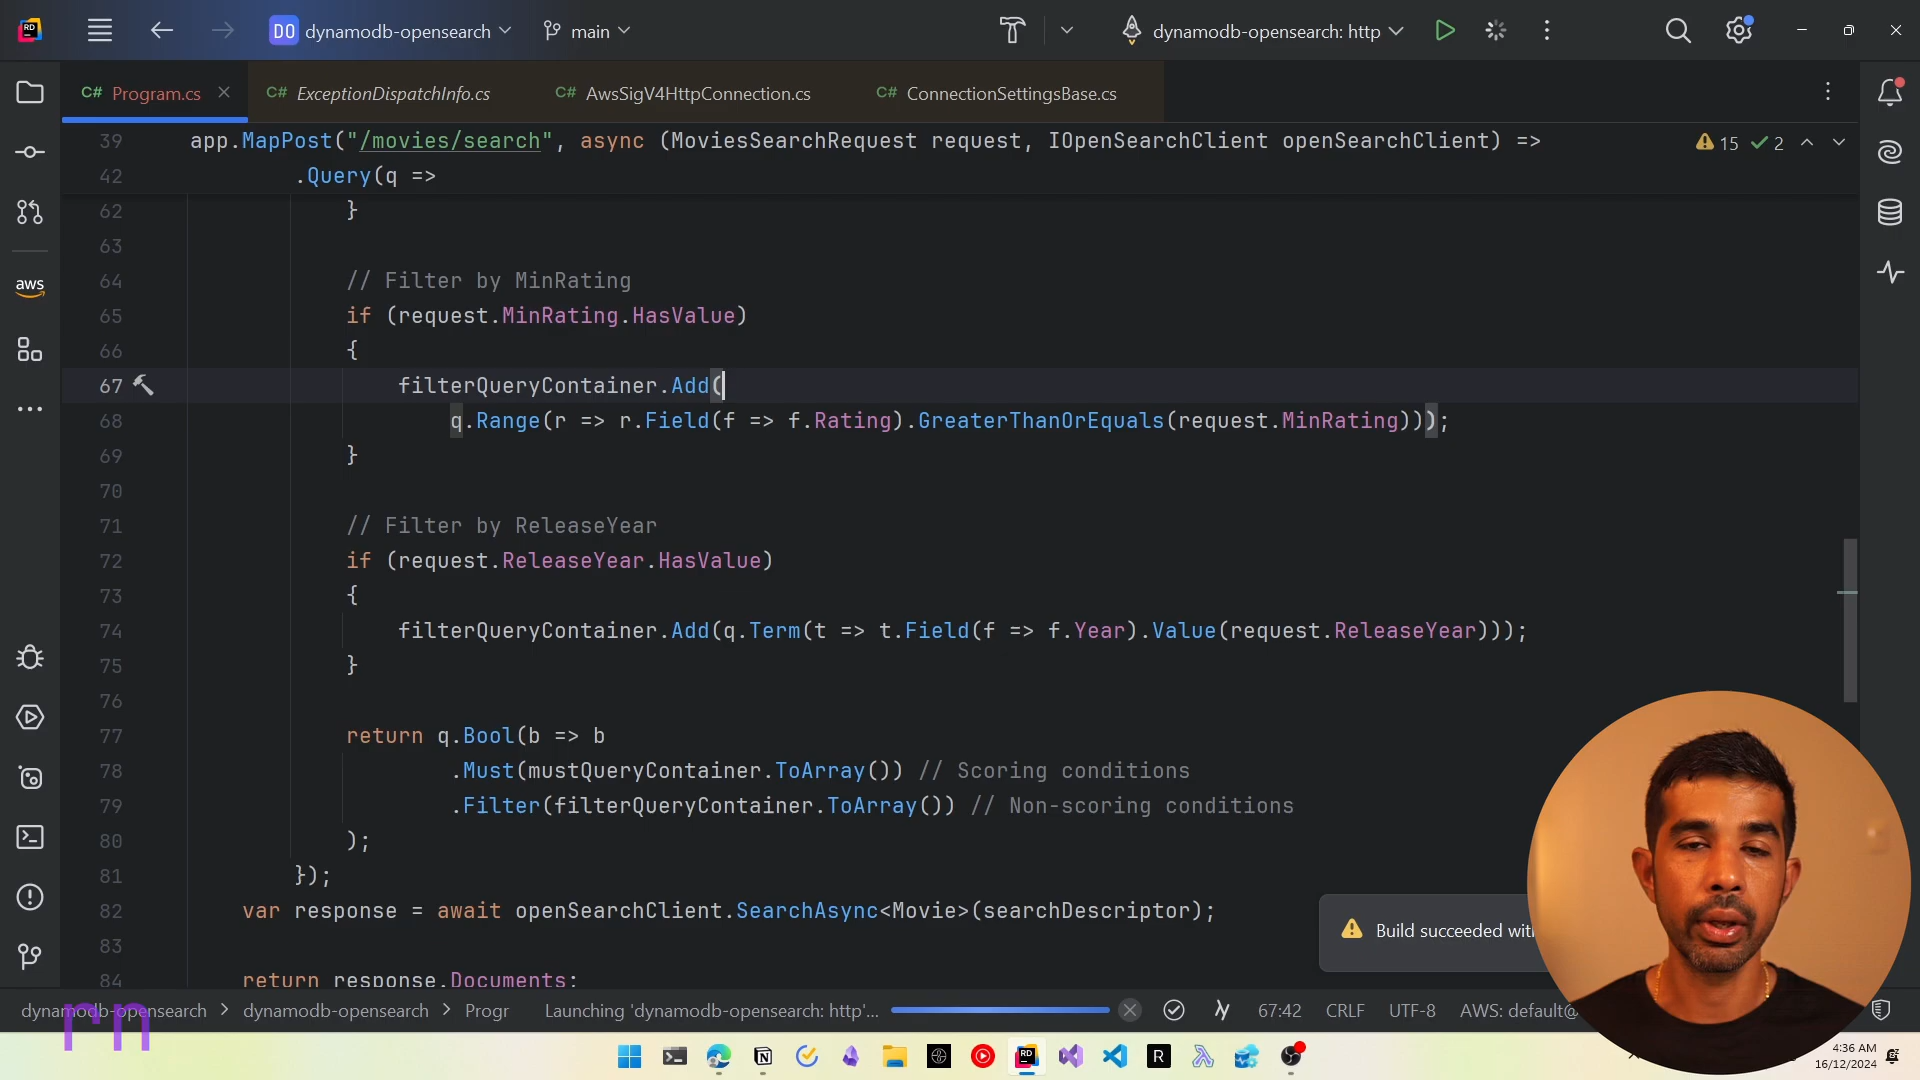 RD
DO dynamodb-opensearch
main
dynamodb-opensearch: http
C# Program.cs
C# ExceptionDispatchInfo.cs
C# AwsSigV4HttpConnection.cs
C# ConnectionSettingsBase.cs
39 app.MapPost("/movies/search", async (MoviesSearchRequest request, IOpenSearchClient openSearchClient) =>
15 2
42 .Query(q =>
62 }
63
64 // Filter by MinRating
65 if (request.MinRating.HasValue)
66 {
67 filterQueryContainer.Add(
68 q.Range(r => r.Field(f => f.Rating).GreaterThanOrEquals(request.MinRating)));
69 }
70
71 // Filter by ReleaseYear
72 if (request.ReleaseYear.HasValue)
73 {
74 filterQueryContainer.Add(q.Term(t => t.Field(f => f.Year).Value(request.ReleaseYear)));
75 }
76
77 return q.Bool(b => b
78 .Must(mustQueryContainer.ToArray()) // Scoring conditions
79 .Filter(filterQueryContainer.ToArray()) // Non-scoring conditions
80 );
81 });
82 var response = await openSearchClient.SearchAsync<Movie>(searchDescriptor);
83
84 return response.Documents;
aws
Build succeeded with
dynamodb-opensearch > dynamodb-opensearch > Progr
Launching 'dynamodb-opensearch: http'...
67:42 CRLF UTF-8 AWS: default@
rn
RD
R
4:36 AM
16/12/2024